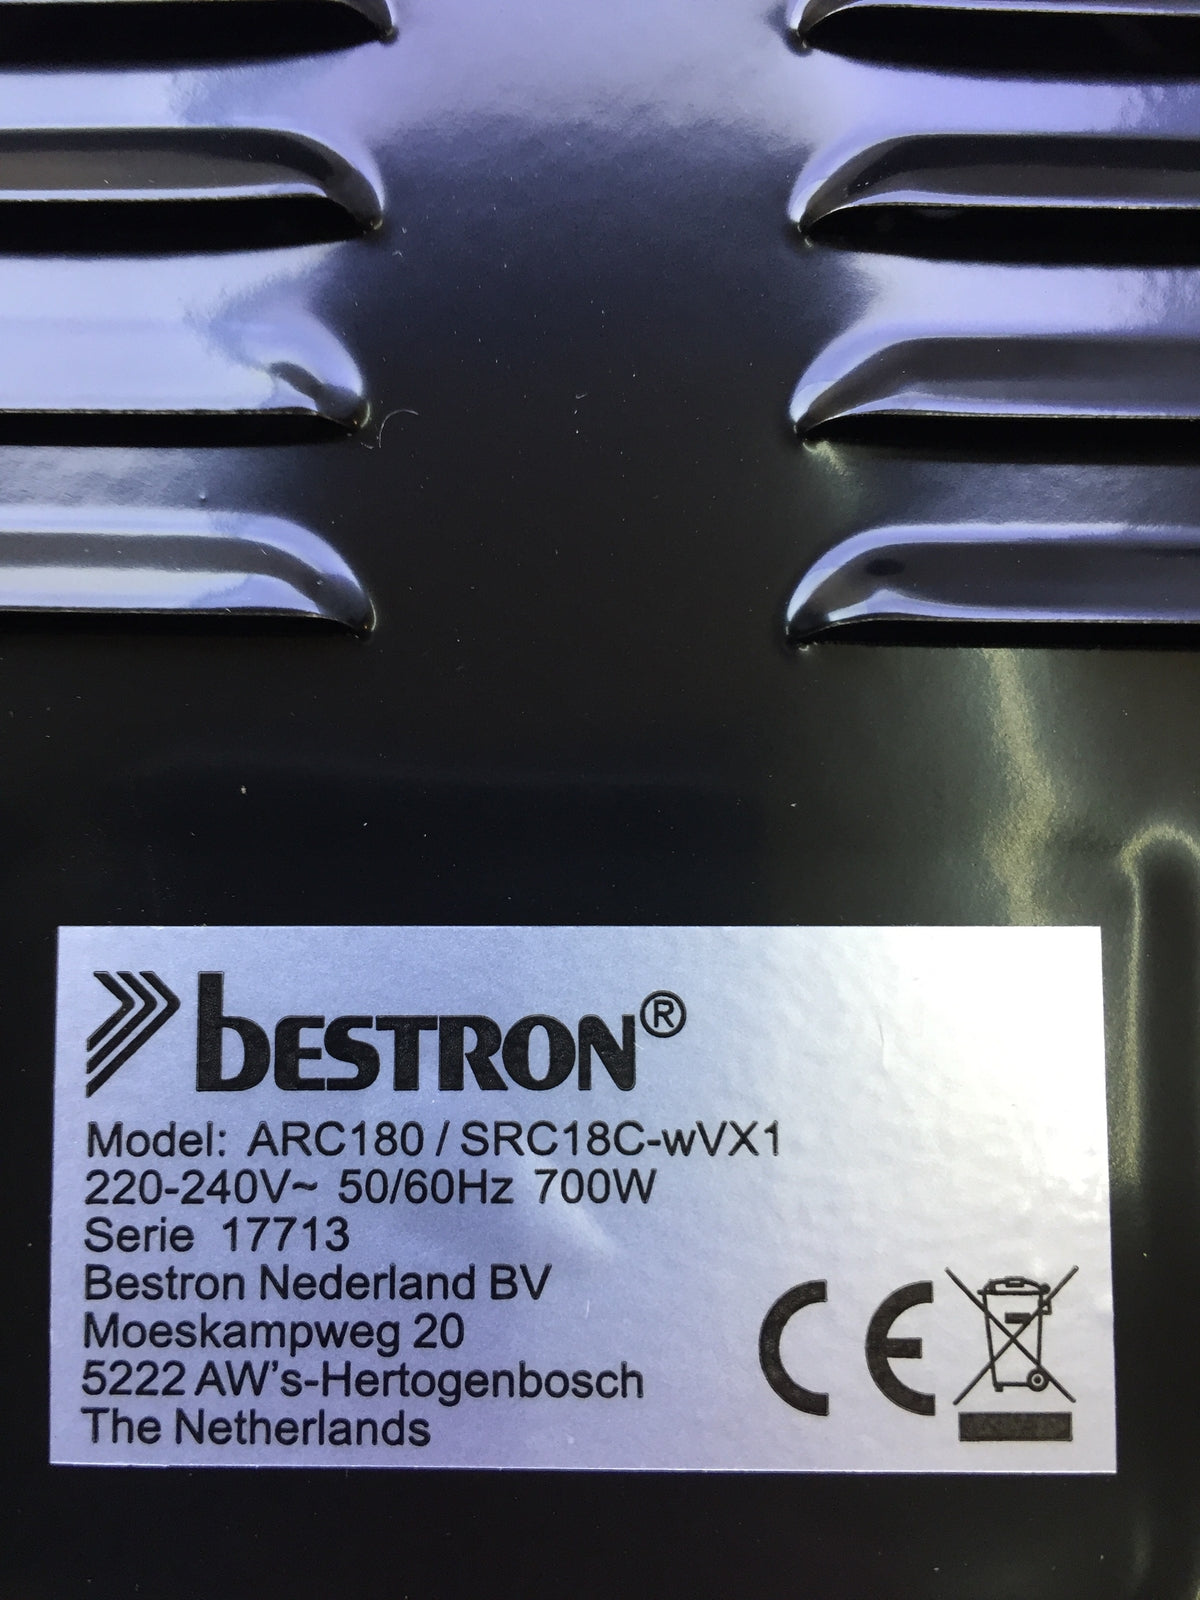 bESTRON®
Model: ARC180 / SRC18C-wVX1
220-240V~ 50/60Hz 700W
Serie 17713
Bestron Nederland BV
Moeskampweg 20
5222 AW's-Hertogenbosch
The Netherlands
CE